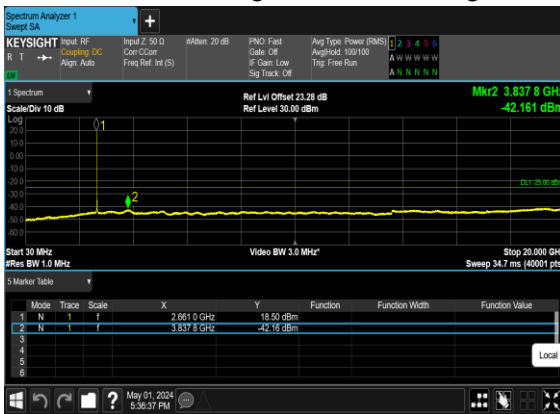 Spectrum Analyzer 1
Swept SA
KEYSIGHT Input: RF Input Z: 50 Ω #Atten: 20 dB PNO: Fast Avg Type: Power (RMS) 1 2 3 4 5 6
R T Coupling: DC Corr CCorr Gate: Off Avg|Hold: 100/100 A W W W W W
Align: Auto Freq Ref: Int (S) IF Gain: Low Trig: Free Run
Sig Track: Off A N N N N N
1 Spectrum Ref Lvl Offset 23.28 dB Mkr2 3.837 8 GHz
Scale/Div 10 dB Ref Level 30.00 dBm -42.161 dBm
Log
20.0
1
10.0
0.00
-10.0
-20.0
DL1 -25.00 dBm
-30.0
2
-40.0
-50.0
-60.0
Start 30 MHz Video BW 3.0 MHz* Stop 20.000 GH
#Res BW 1.0 MHz Sweep 34.7 ms (40001 pts
5 Marker Table
Mode Trace Scale X Y Function Function Width Function Value
1 N 1 f 2.661 0 GHz 18.50 dBm
2 N 1 f 3.837 8 GHz -42.16 dBm
3
4
5
6
Local
? May 01, 2024
5:36:37 PM